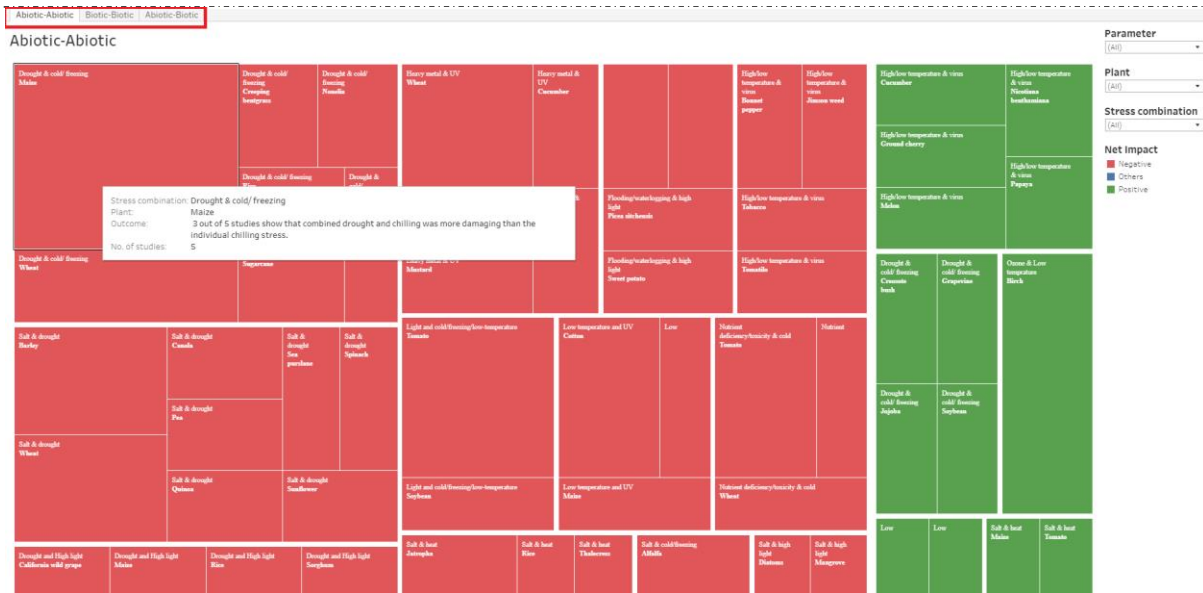 Abiotic-Abiotic
Biotic-Biotic
Abiotic-Biotic
Abiotic-Abiotic
Drought & cold/ freezing
Maize
Drought & cold/
freezing
Creeping
bentgrass
Drought & cold/
freezing
Nandia
Drought & cold/ freezing
Drought &
cold/
Drought & cold/ freezing
Wheat
Sugarcane
Stress combination: Drought & cold/ freezing
Plant: Maize
Outcome: 3 out of 5 studies show that combined drought and chilling was more damaging than the
individual chilling stress.
No. of studies: 5
Heavy metal & UV
Wheat
Heavy metal &
UV
Cucumber
Mustard
Flooding/waterlogging & high
light
Picea sitchensis
Flooding/waterlogging & high
light
Sweet potato
High/low
temperature &
virus
Bonnet
pepper
High/low
temperature &
virus
Jimson weed
High/low temperature & virus
Tobacco
High/low temperature & virus
Tomatillo
Salt & drought
Barley
Salt & drought
Canola
Salt &
drought
Sea
purslane
Salt &
drought
Spinach
Salt & drought
Pea
Salt & drought
Wheat
Salt & drought
Quinoa
Salt & drought
Sunflower
Light and cold/freezing/low-temperature
Tomato
Low temperature and UV
Cotton
Low
Nutrient
deficiency/toxicity & cold
Tomato
Nutrient
Light and cold/freezing/low-temperature
Soybean
Low temperature and UV
Maize
Nutrient deficiency/toxicity & cold
Wheat
Drought and High light
California wild grape
Drought and High light
Maize
Drought and High light
Rice
Drought and High light
Sorghum
Salt & heat
Jatropha
Salt & heat
Rice
Salt & heat
Salt & cold/freezing
Alfalfa
Salt & high
light
Diatoms
Salt & high
light
Mangrove
High/low temperature & virus
Cucumber
High/low temperature
& virus
Nicotiana
benthamiana
High/low temperature & virus
Ground cherry
High/low temperature
& virus
Papaya
High/low temperature & virus
Melon
Drought &
cold/ freezing
Creosote
bush
Drought &
cold/ freezing
Grapevine
Ozone & Low
temprature
Birch
Drought &
cold/ freezing
Jojoba
Drought &
cold/ freezing
Soybean
Low
Low
Salt & heat
Maize
Salt & heat
Tomato
Parameter
(All)
Plant
(All)
Stress combination
(All)
Net Impact
Negative
Others
Positive